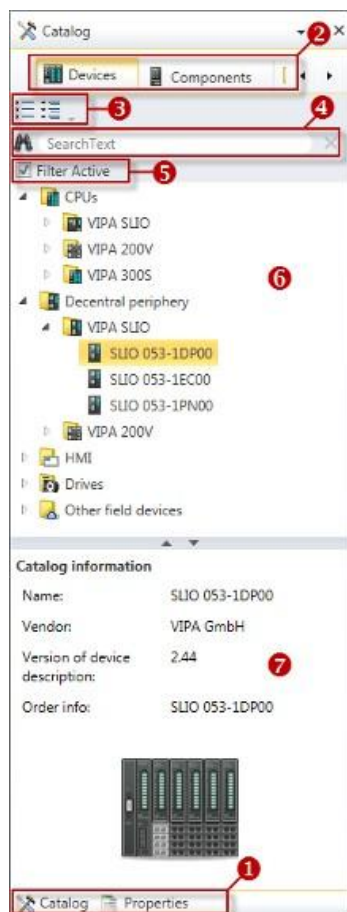 Catalog
2
Devices Components
3
4
SearchText
Filter Active
5
CPUs
VIPA SLIO
VIPA 200V
VIPA 300S
6
Decentral periphery
VIPA SLIO
SLIO 053-1DP00
SLIO 053-1EC00
SLIO 053-1PN00
VIPA 200V
HMI
Drives
Other field devices
Catalog information
Name: SLIO 053-1DP00
Vendor: VIPA GmbH
Version of device 2.44
description:
7
Order info: SLIO 053-1DP00
1
Catalog Properties